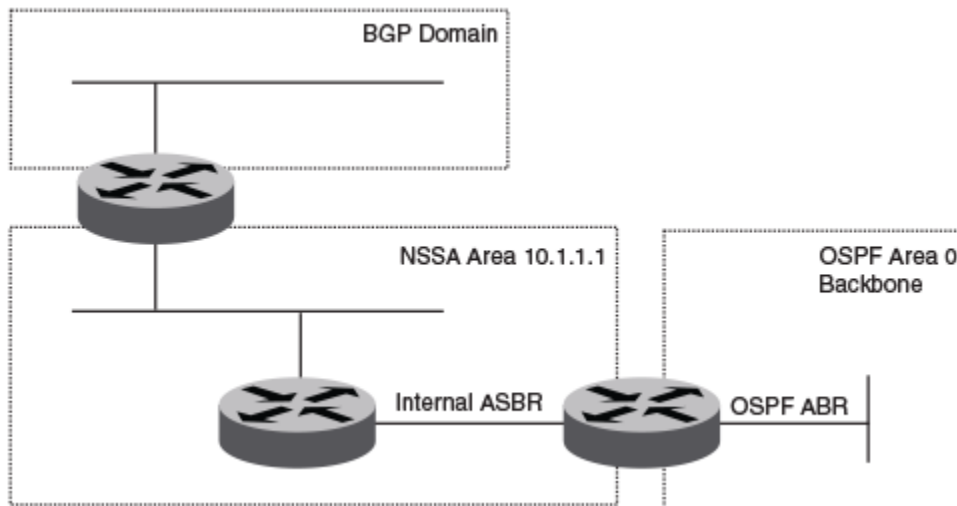 BGP Domain
NSSA Area 10.1.1.1
OSPF Area 0
Backbone
Internal ASBR
OSPF ABR